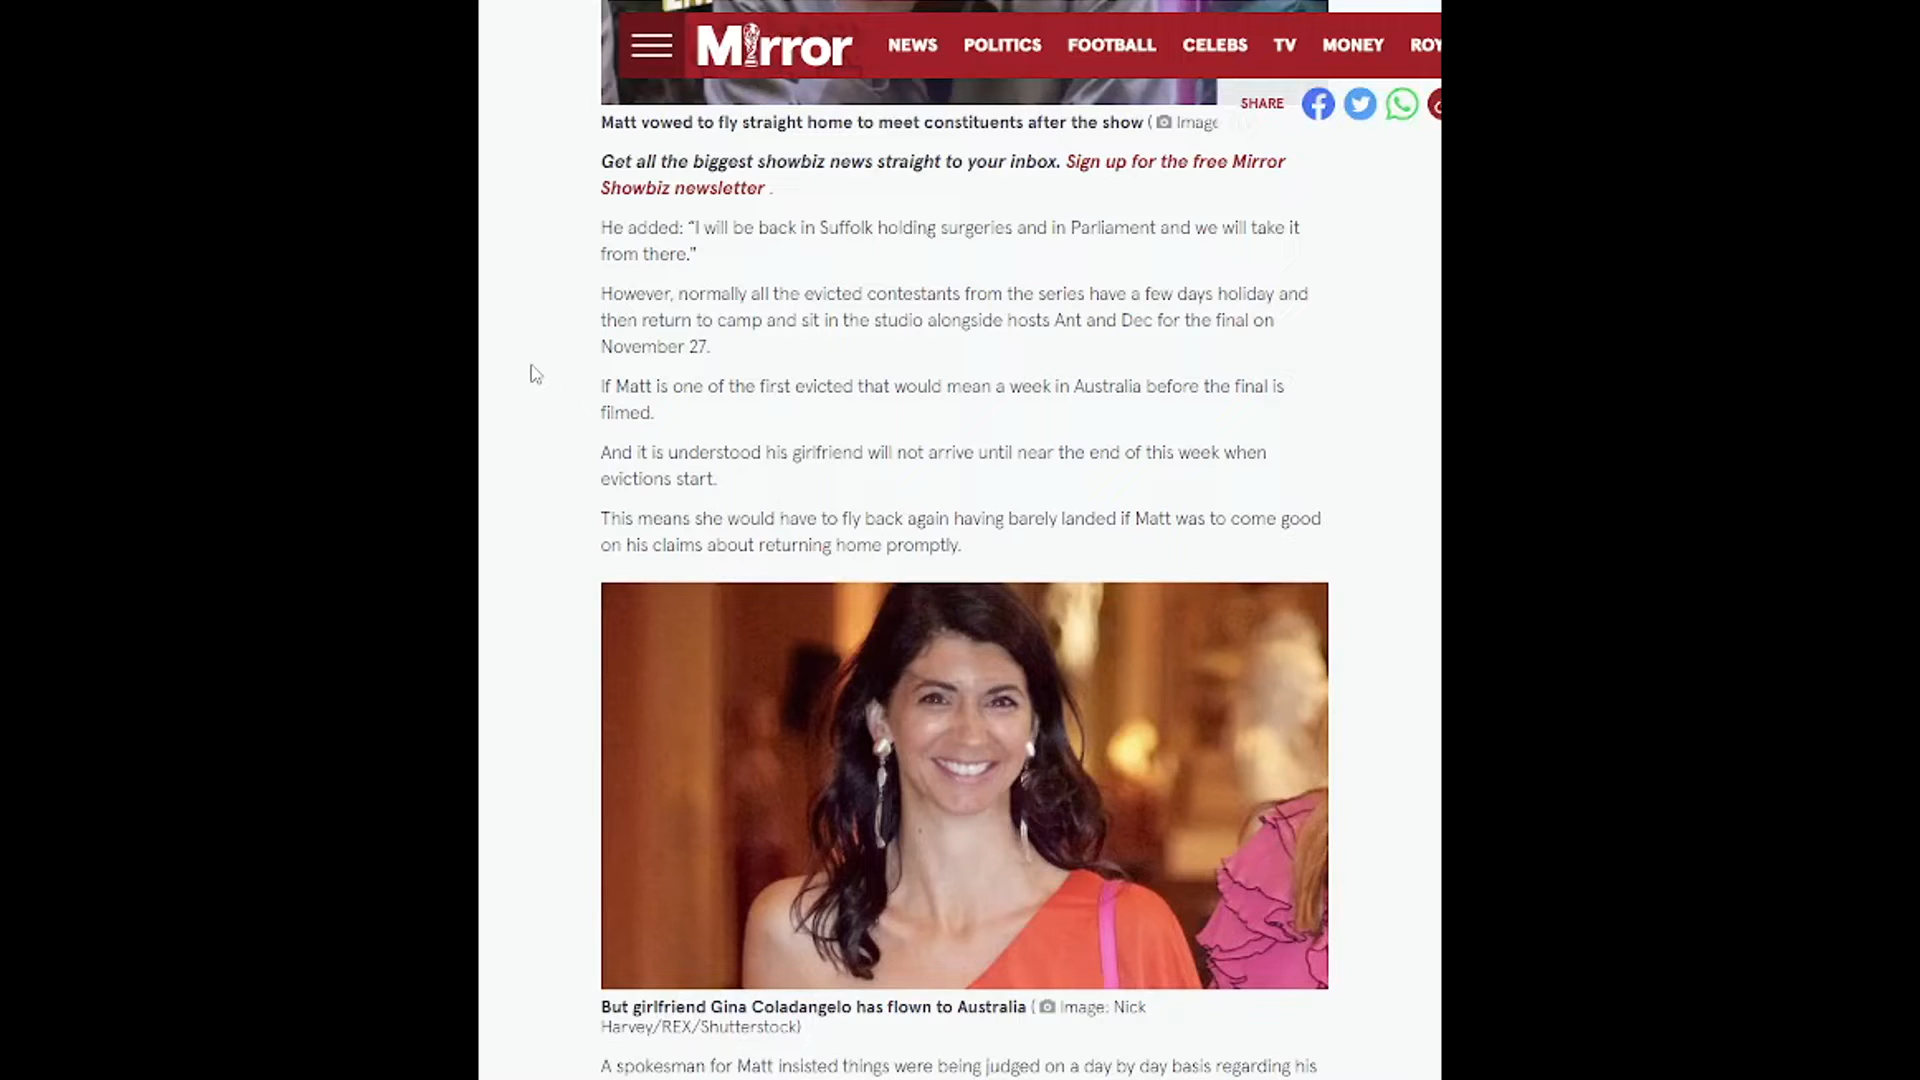 Mirror
NEWS POLITICS FOOTBALL CELEBS TV MONEY
SHARE
Matt vowed to fly straight home to meet constituents after the show ( Image
Get all the biggest showbiz news straight to your inbox. Sign up for the free Mirror
Showbiz newsletter .
He added: “I will be back in Suffolk holding surgeries and in Parliament and we will take it
from there.”
However, normally all the evicted contestants from the series have a few days holiday and
then return to camp and sit in the studio alongside hosts Ant and Dec for the final on
November 27.
If Matt is one of the first evicted that would mean a week in Australia before the final is
filmed.
And it is understood his girlfriend will not arrive until near the end of this week when
evictions start.
This means she would have to fly back again having barely landed if Matt was to come good
on his claims about returning home promptly.
But girlfriend Gina Coladangelo has flown to Australia ( Image: Nick
Harvey/REX/Shutterstock)
A spokesman for Matt insisted things were being judged on a day by day basis regarding his